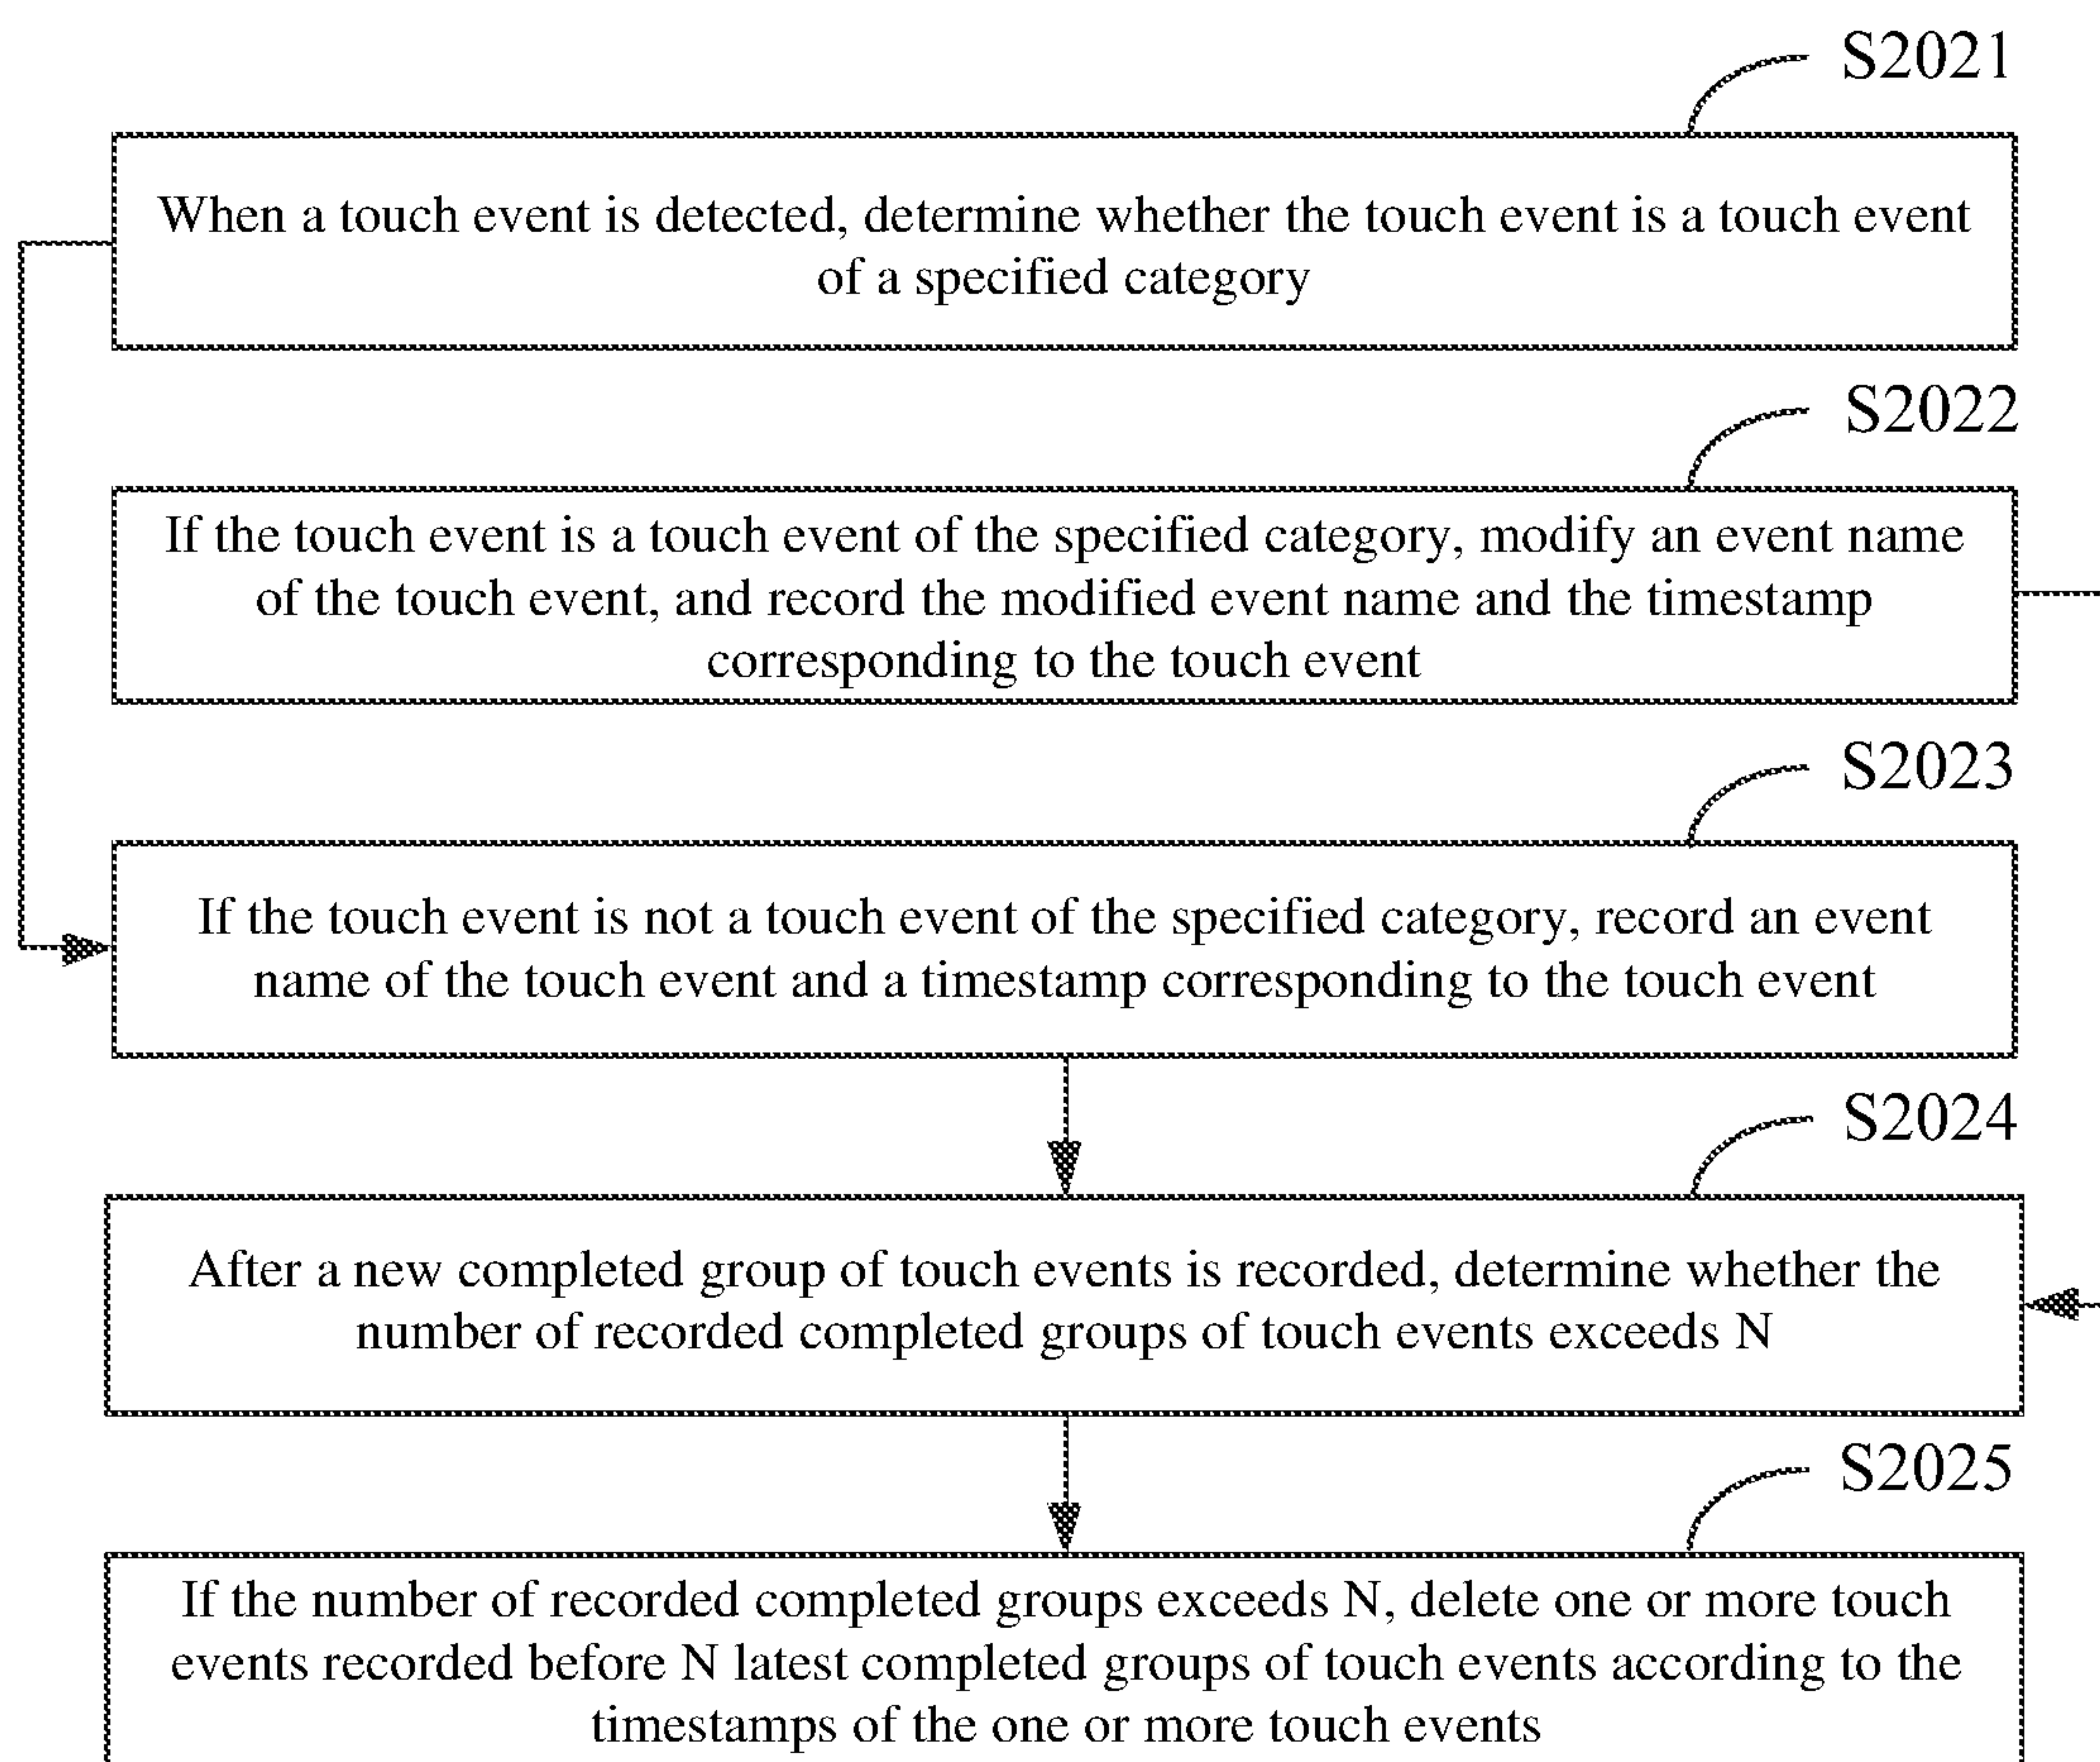 S2021
When a touch event is detected, determine whether the touch event is a touch event
of a specified category
S2022
If the touch event is a touch event of the specified category, modify an event name
of the touch event, and record the modified event name and the timestamp
corresponding to the touch event
S2023
If the touch event is not a touch event of the specified category, record an event
name of the touch event and a timestamp corresponding to the touch event
S2024
After a new completed group of touch events is recorded, determine whether the
number of recorded completed groups of touch events exceeds N
S2025
If the number of recorded completed groups exceeds N, delete one or more touch
events recorded before N latest completed groups of touch events according to the
timestamps of the one or more touch events